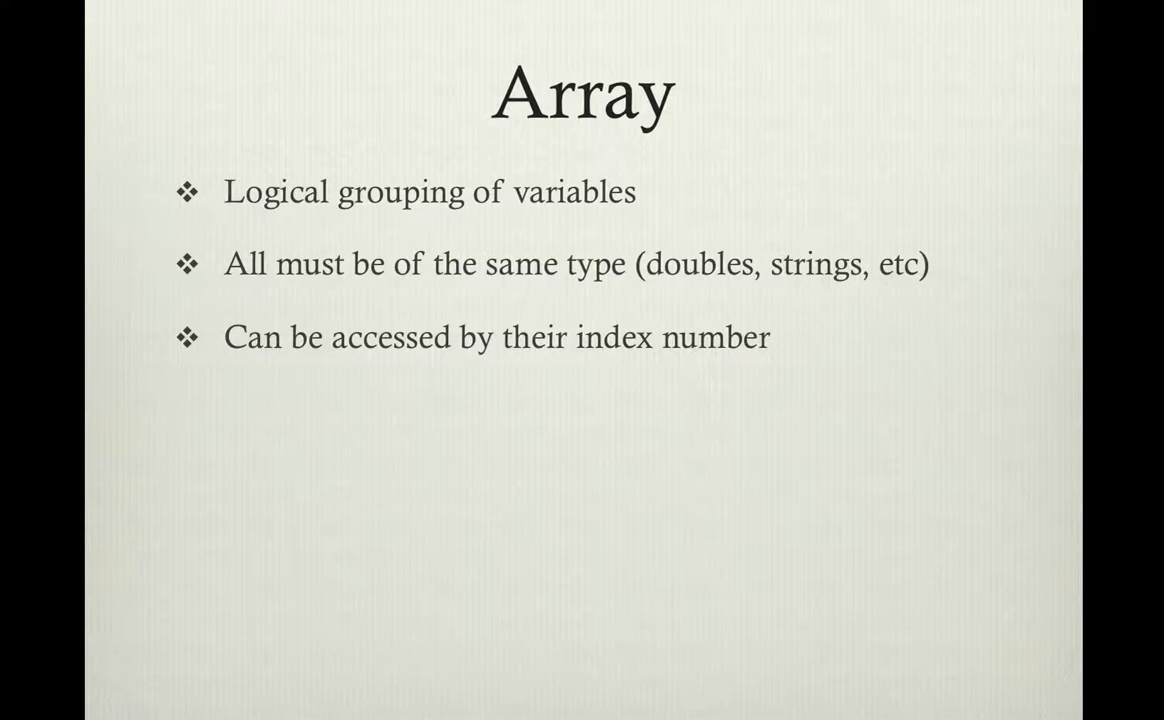 Array
❖ Logical grouping of variables
❖ All must be of the same type (doubles, strings, etc)
❖ Can be accessed by their index number